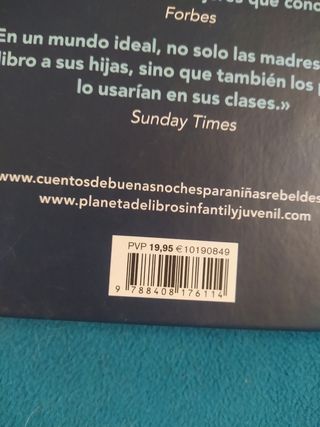 que
Forbes
En un mundo ideal, no solo las madres
libro a sus hijas, sino que también los
lo usarían en sus clases.»
Sunday Times
www.cuentosdebuenasnochesparaniñasrebeldes
www.planetadelibrosinfantilyjuvenil.com
PVP 19,95 €10190849
9 788408 176114